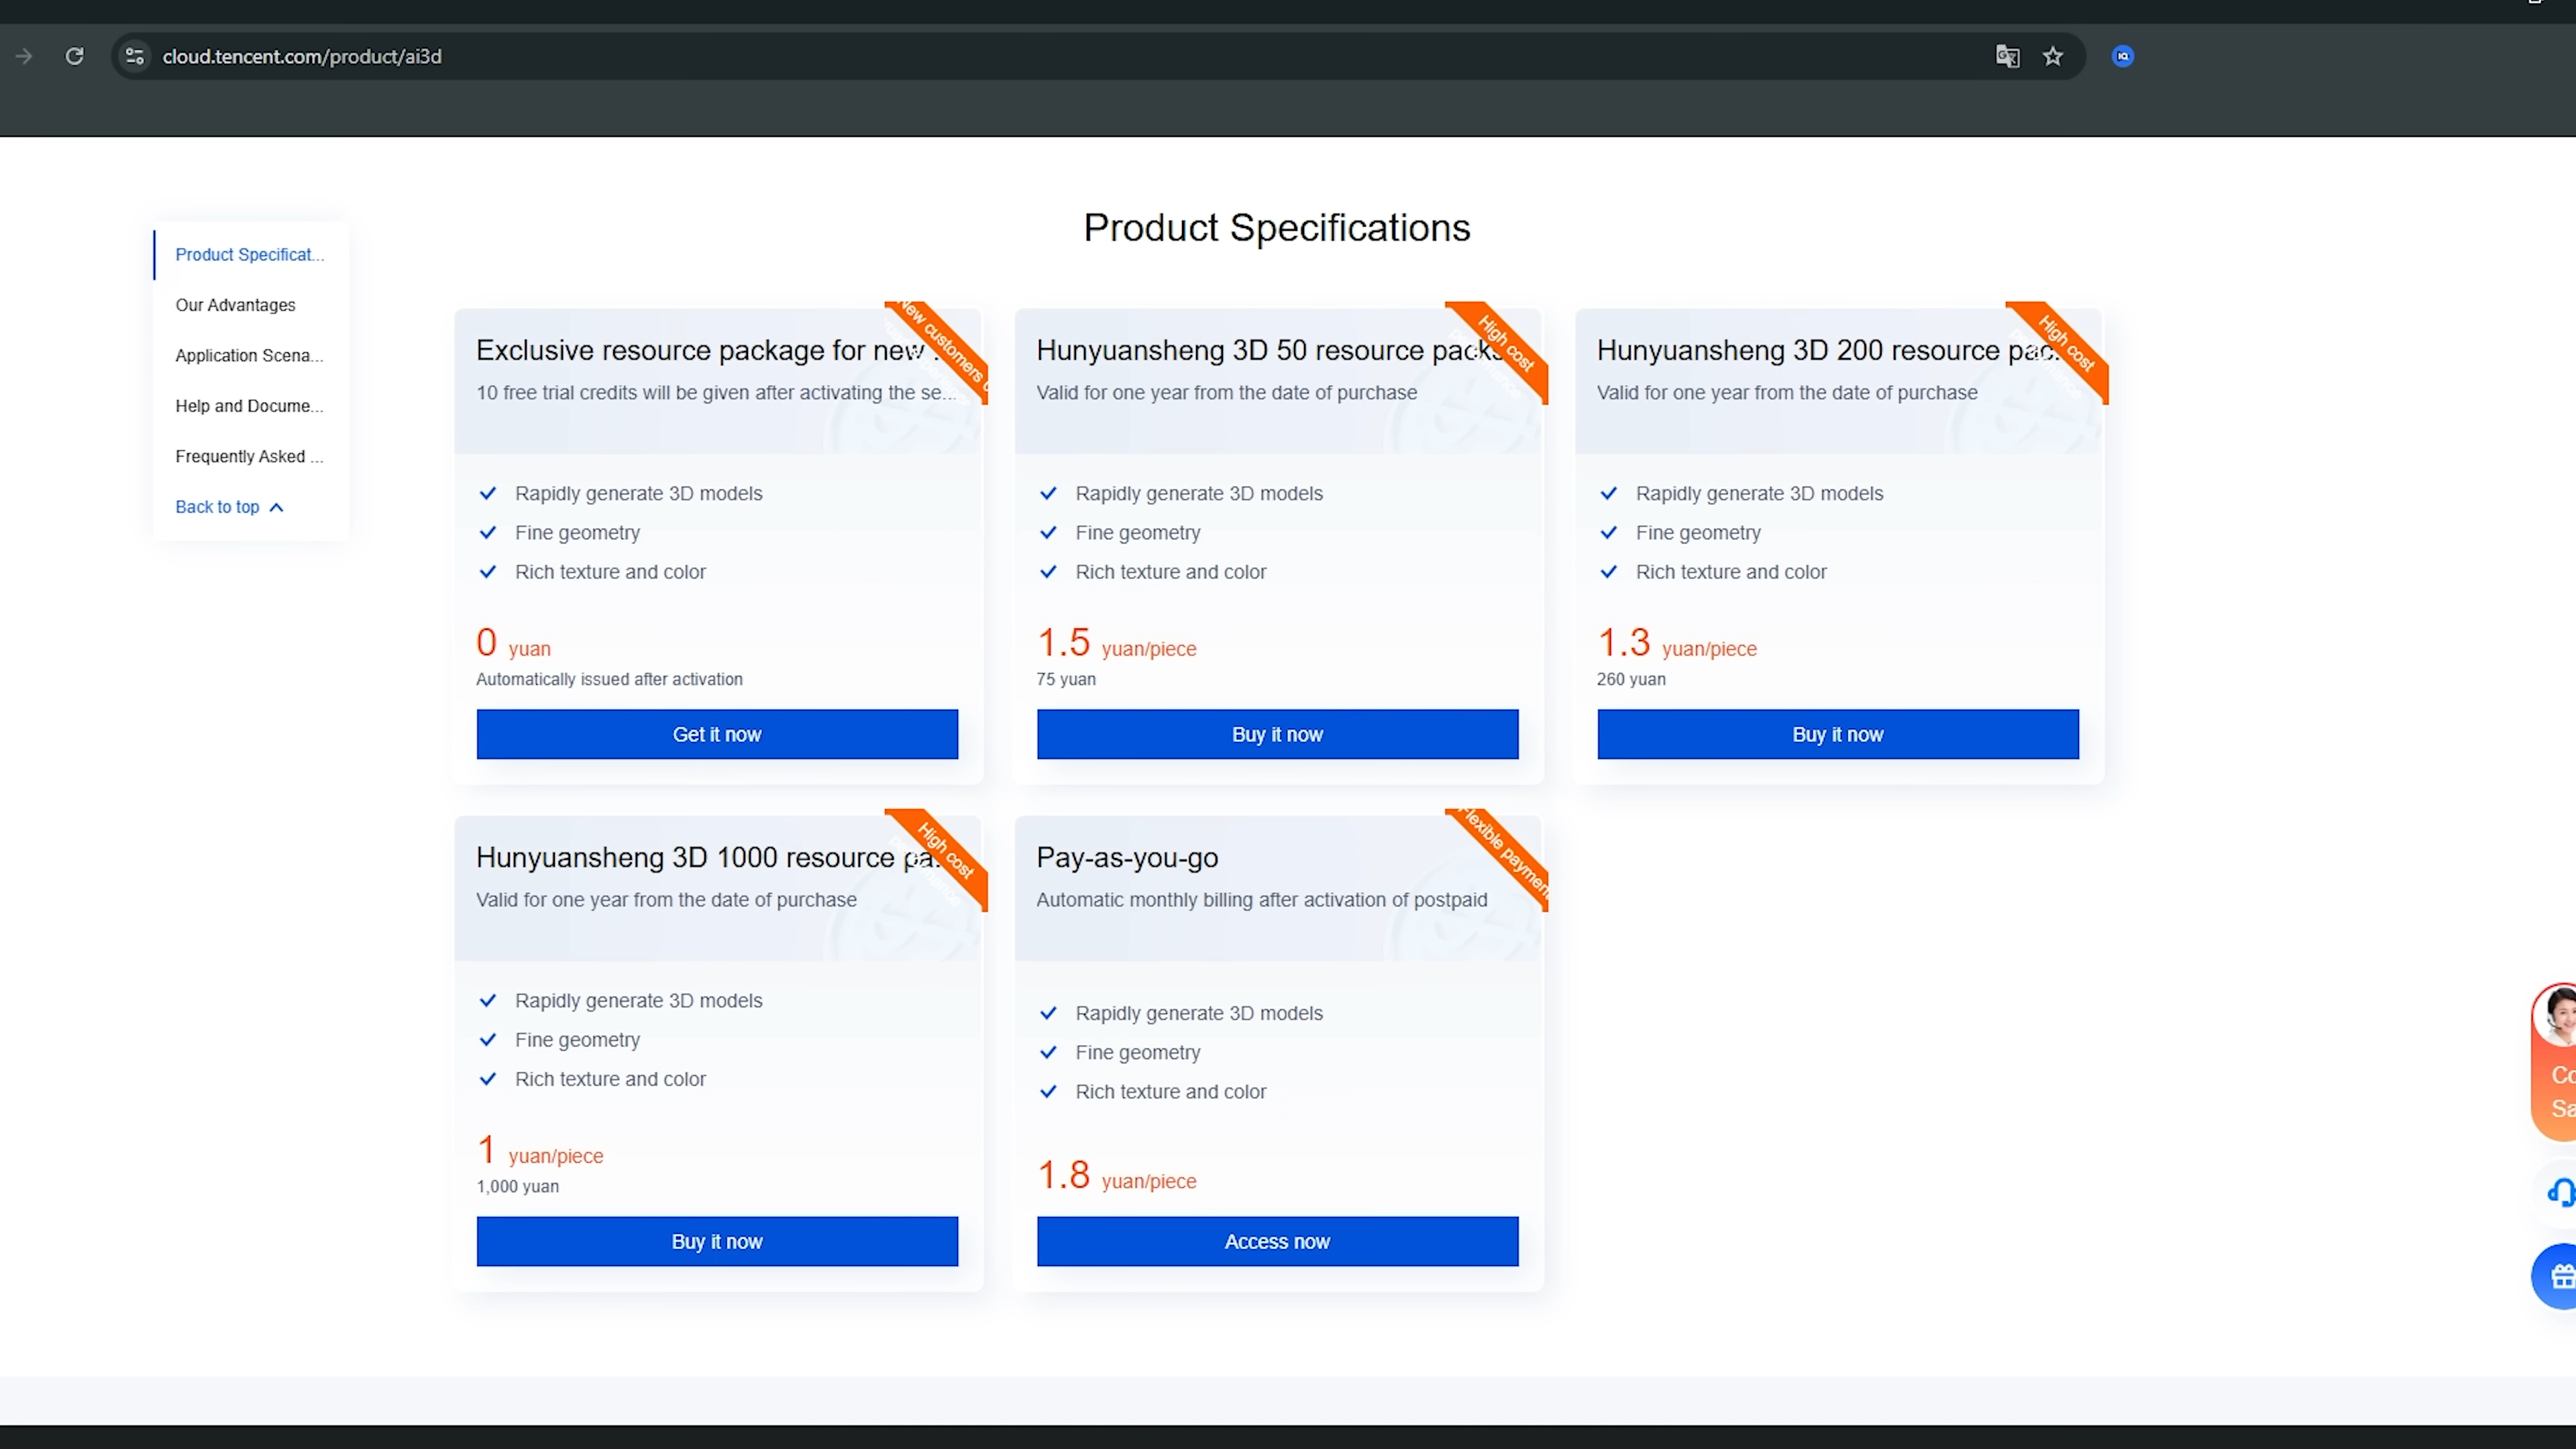 cloud.tencent.com/product/ai3d
Product Specifications
Product Specificat...
Our Advantages
Application Scena...
Help and Docume...
Frequently Asked ...
Back to top
New customers
Exclusive resource package for new
10 free trial credits will be given after activating the se...
Rapidly generate 3D models
Fine geometry
Rich texture and color
0 yuan
Automatically issued after activation
Get it now
High cost
Hunyuansheng 3D 50 resource packs
Valid for one year from the date of purchase
Rapidly generate 3D models
Fine geometry
Rich texture and color
1.5 yuan/piece
75 yuan
Buy it now
High cost
Hunyuansheng 3D 200 resource pac...
Valid for one year from the date of purchase
Rapidly generate 3D models
Fine geometry
Rich texture and color
1.3 yuan/piece
260 yuan
Buy it now
High cost
Hunyuansheng 3D 1000 resource pa...
Valid for one year from the date of purchase
Rapidly generate 3D models
Fine geometry
Rich texture and color
1 yuan/piece
1,000 yuan
Buy it now
Flexible payment
Pay-as-you-go
Automatic monthly billing after activation of postpaid
Rapidly generate 3D models
Fine geometry
Rich texture and color
1.8 yuan/piece
Access now
Co
Sa